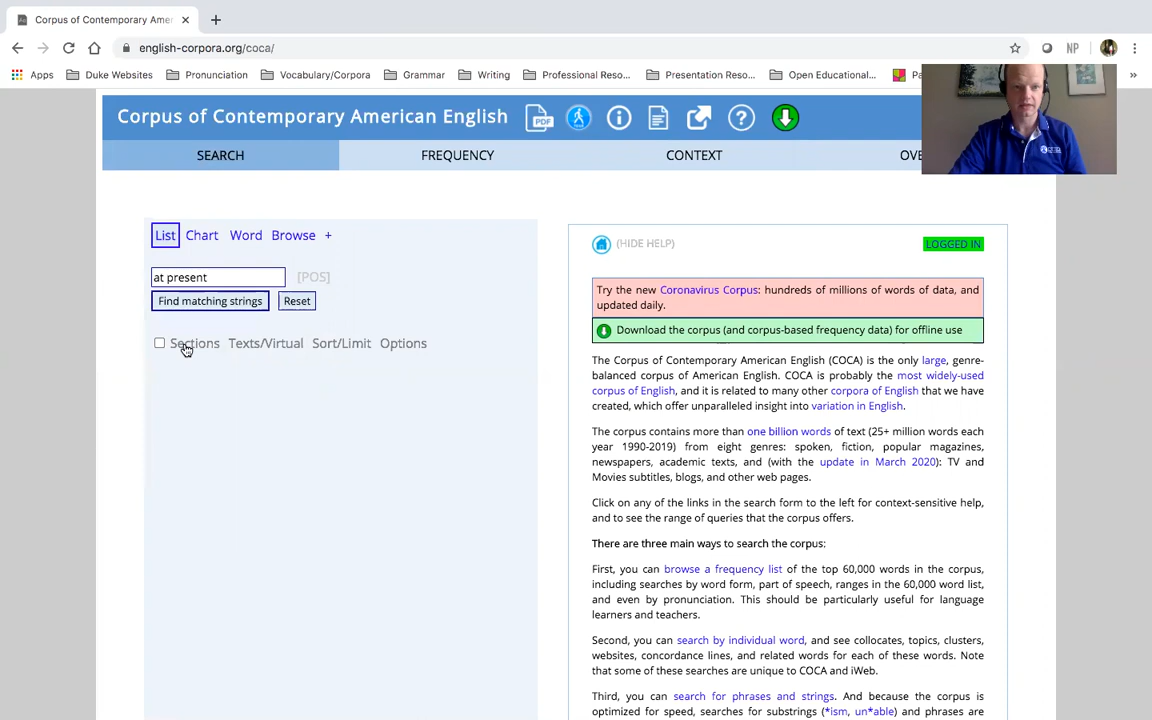 Corpus of Contemporary Amer
english-corpora.org/coca/
NP
Apps
Duke Websites
Pronunciation
Vocabulary/Corpora
Grammar
Writing
Professional Reso...
Presentation Reso...
Open Educational...
»
Corpus of Contemporary American English
PDF
SEARCH
FREQUENCY
CONTEXT
List Chart Word Browse +
at present
[POS]
Find matching strings
Reset
Sections Texts/Virtual Sort/Limit Options
(HIDE HELP)
LOGGED IN
Try the new Coronavirus Corpus: hundreds of millions of words of data, and
updated daily.
Download the corpus (and corpus-based frequency data) for offline use
The Corpus of Contemporary American English (COCA) is the only large, genre-
balanced corpus of American English. COCA is probably the most widely-used
corpus of English, and it is related to many other corpora of English that we have
created, which offer unparalleled insight into variation in English.
The corpus contains more than one billion words of text (25+ million words each
year 1990-2019) from eight genres: spoken, fiction, popular magazines,
newspapers, academic texts, and (with the update in March 2020): TV and
Movies subtitles, blogs, and other web pages.
Click on any of the links in the search form to the left for context-sensitive help,
and to see the range of queries that the corpus offers.
There are three main ways to search the corpus:
First, you can browse a frequency list of the top 60,000 words in the corpus,
including searches by word form, part of speech, ranges in the 60,000 word list,
and even by pronunciation. This should be particularly useful for language
learners and teachers.
Second, you can search by individual word, and see collocates, topics, clusters,
websites, concordance lines, and related words for each of these words. Note
that some of these searches are unique to COCA and iWeb.
Third, you can search for phrases and strings. And because the corpus is
optimized for speed, searches for substrings (*ism, un*able) and phrases are